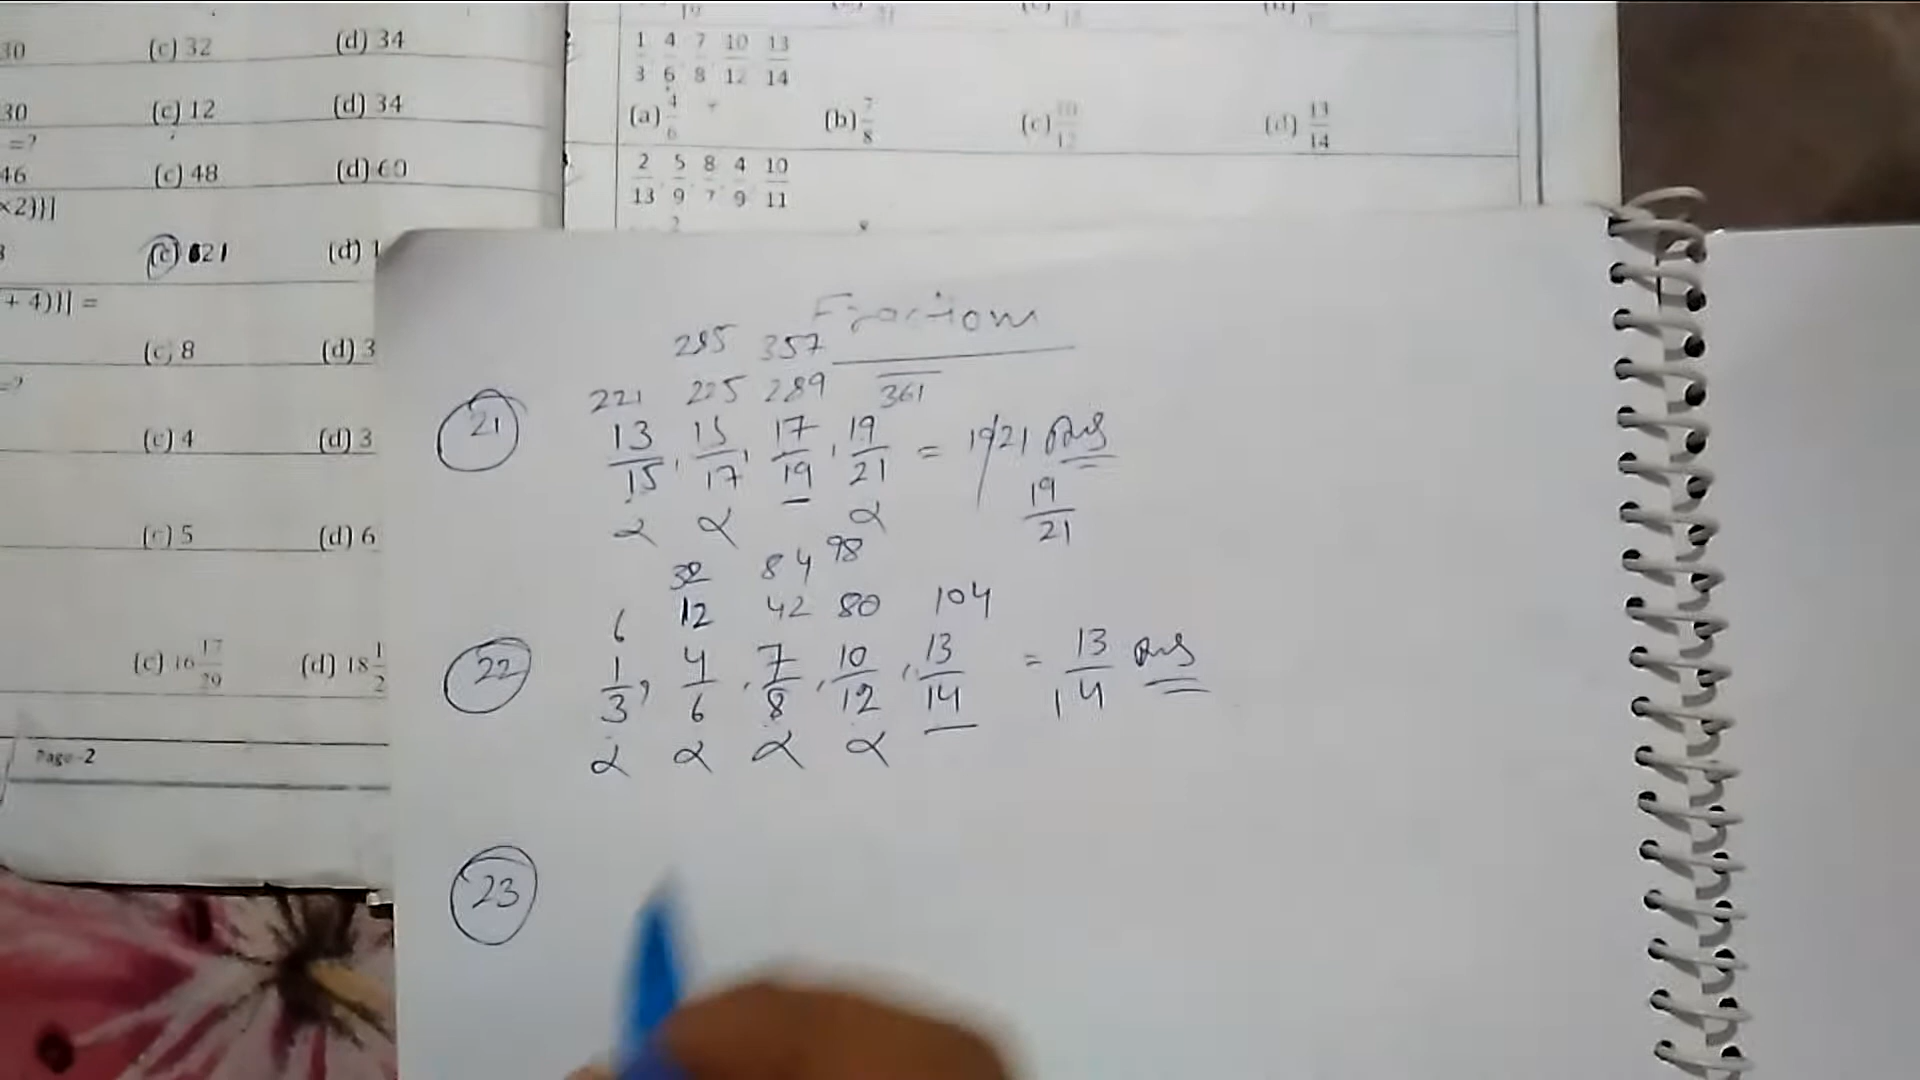 30 (c) 32 (d) 34
30 (c) 12 (d) 34
=?
46 (c) 48 (d) 60
×2)}]
(c) 621 (d) 1
+ 4)}] =
(c) 8 (d) 3
=?
(c) 4 (d) 3
(c) 5 (d) 6
(c) 16 17/29 (d) 18 1/2
Page -2
1/3 4/6 7/8 10/12 13/14
(a) 4/6 (b) 7/8 (c) 10/12 (d) 13/14
2/13, 5/9, 8/7, 4/9, 10/11
2
Fraction
285 357
221 225 289 361
21 13/15, 15/17, 17/19, 19/21 = 19/21 Ans
19/21
32 84 98
6 12 42 80 104
22 1/3, 4/6, 7/8, 10/12, 13/14 = 13/14 Ans
23